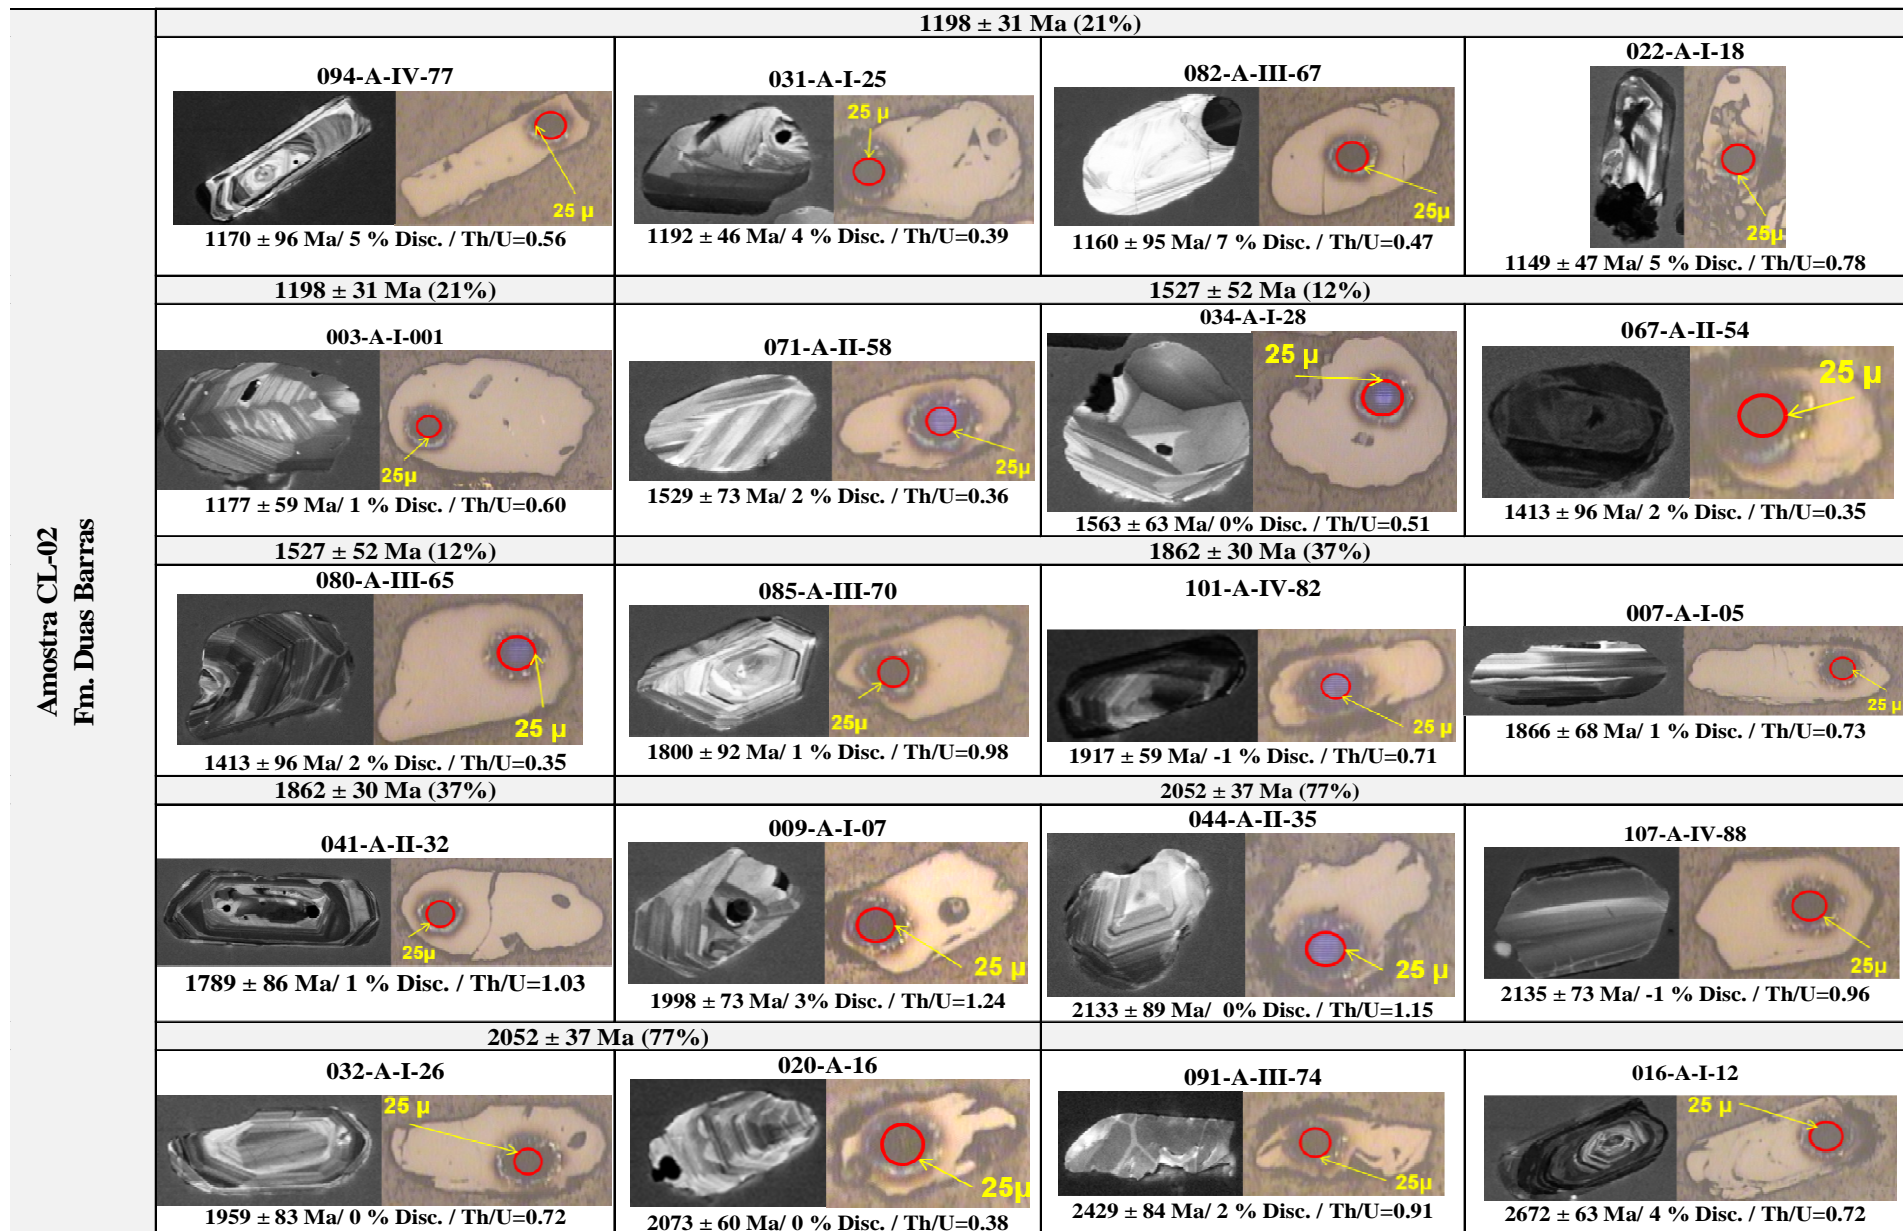 Amostra CL-02
Fm. Duas Barras
1198 ± 31 Ma (21%)
094-A-IV-77
25 μ
1170 ± 96 Ma/ 5 % Disc. / Th/U=0.56
031-A-I-25
25 μ
1192 ± 46 Ma/ 4 % Disc. / Th/U=0.39
082-A-III-67
25μ
1160 ± 95 Ma/ 7 % Disc. / Th/U=0.47
022-A-I-18
25μ
1149 ± 47 Ma/ 5 % Disc. / Th/U=0.78
1198 ± 31 Ma (21%)
1527 ± 52 Ma (12%)
003-A-I-001
25μ
1177 ± 59 Ma/ 1 % Disc. / Th/U=0.60
071-A-II-58
25μ
1529 ± 73 Ma/ 2 % Disc. / Th/U=0.36
034-A-I-28
25 μ
1563 ± 63 Ma/ 0% Disc. / Th/U=0.51
067-A-II-54
25 μ
1413 ± 96 Ma/ 2 % Disc. / Th/U=0.35
1527 ± 52 Ma (12%)
1862 ± 30 Ma (37%)
080-A-III-65
25 μ
1413 ± 96 Ma/ 2 % Disc. / Th/U=0.35
085-A-III-70
25μ
1800 ± 92 Ma/ 1 % Disc. / Th/U=0.98
101-A-IV-82
25 μ
1917 ± 59 Ma/ -1 % Disc. / Th/U=0.71
007-A-I-05
25 μ
1866 ± 68 Ma/ 1 % Disc. / Th/U=0.73
1862 ± 30 Ma (37%)
2052 ± 37 Ma (77%)
041-A-II-32
25μ
1789 ± 86 Ma/ 1 % Disc. / Th/U=1.03
009-A-I-07
25 μ
1998 ± 73 Ma/ 3% Disc. / Th/U=1.24
044-A-II-35
25 μ
2133 ± 89 Ma/ 0% Disc. / Th/U=1.15
107-A-IV-88
25μ
2135 ± 73 Ma/ -1 % Disc. / Th/U=0.96
2052 ± 37 Ma (77%)
032-A-I-26
25 μ
1959 ± 83 Ma/ 0 % Disc. / Th/U=0.72
020-A-16
25μ
2073 ± 60 Ma/ 0 % Disc. / Th/U=0.38
091-A-III-74
25μ
2429 ± 84 Ma/ 2 % Disc. / Th/U=0.91
016-A-I-12
25 μ
2672 ± 63 Ma/ 4 % Disc. / Th/U=0.72